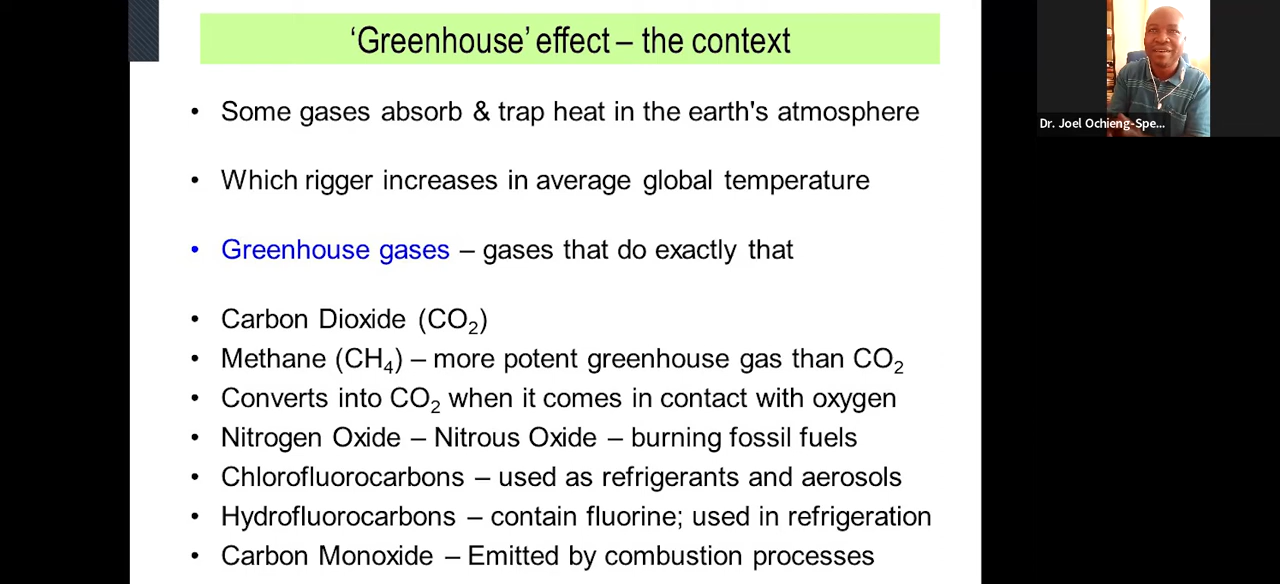 ‘Greenhouse’ effect – the context
• Some gases absorb & trap heat in the earth's atmosphere
• Which rigger increases in average global temperature
• Greenhouse gases – gases that do exactly that
• Carbon Dioxide (CO₂)
• Methane (CH₄) – more potent greenhouse gas than CO₂
• Converts into CO₂ when it comes in contact with oxygen
• Nitrogen Oxide – Nitrous Oxide – burning fossil fuels
• Chlorofluorocarbons – used as refrigerants and aerosols
• Hydrofluorocarbons – contain fluorine; used in refrigeration
• Carbon Monoxide – Emitted by combustion processes
Dr. Joel Ochieng-Spe...